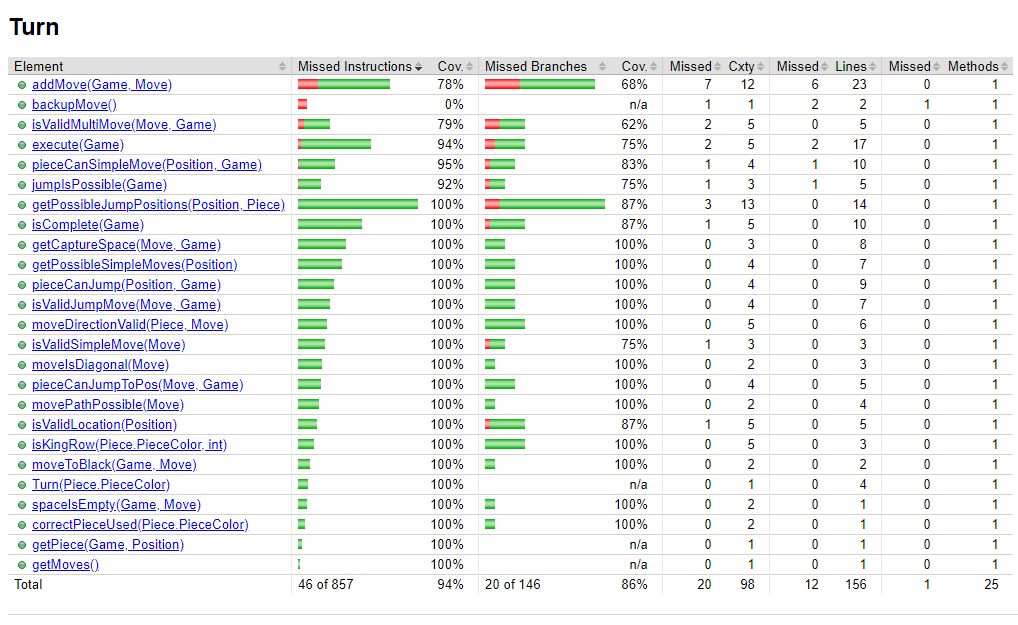 Turn
Element Missed Instructions Cov. Missed Branches Cov. Missed Cxty Missed Lines Missed Methods
addMove(Game, Move) 78% 68% 7 12 6 23 0 1
backupMove() 0% n/a 1 1 2 2 1 1
isValidMultiMove(Move, Game) 79% 62% 2 5 0 5 0 1
execute(Game) 94% 75% 2 5 2 17 0 1
pieceCanSimpleMove(Position, Game) 95% 83% 1 4 1 10 0 1
jumpIsPossible(Game) 92% 75% 1 3 1 5 0 1
getPossibleJumpPositions(Position, Piece) 100% 87% 3 13 0 14 0 1
isComplete(Game) 100% 87% 1 5 0 10 0 1
getCaptureSpace(Move, Game) 100% 100% 0 3 0 8 0 1
getPossibleSimpleMoves(Position) 100% 100% 0 4 0 7 0 1
pieceCanJump(Position, Game) 100% 100% 0 4 0 9 0 1
isValidJumpMove(Move, Game) 100% 100% 0 4 0 7 0 1
moveDirectionValid(Piece, Move) 100% 100% 0 5 0 6 0 1
isValidSimpleMove(Move) 100% 75% 1 3 0 3 0 1
moveIsDiagonal(Move) 100% 100% 0 2 0 3 0 1
pieceCanJumpToPos(Move, Game) 100% 100% 0 4 0 5 0 1
movePathPossible(Move) 100% 100% 0 2 0 4 0 1
isValidLocation(Position) 100% 87% 1 5 0 5 0 1
isKingRow(Piece.PieceColor, int) 100% 100% 0 5 0 3 0 1
moveToBlack(Game, Move) 100% 100% 0 2 0 2 0 1
Turn(Piece.PieceColor) 100% n/a 0 1 0 4 0 1
spaceIsEmpty(Game, Move) 100% 100% 0 2 0 1 0 1
correctPieceUsed(Piece.PieceColor) 100% 100% 0 2 0 1 0 1
getPiece(Game, Position) 100% n/a 0 1 0 1 0 1
getMoves() 100% n/a 0 1 0 1 0 1
Total 46 of 857 94% 20 of 146 86% 20 98 12 156 1 25